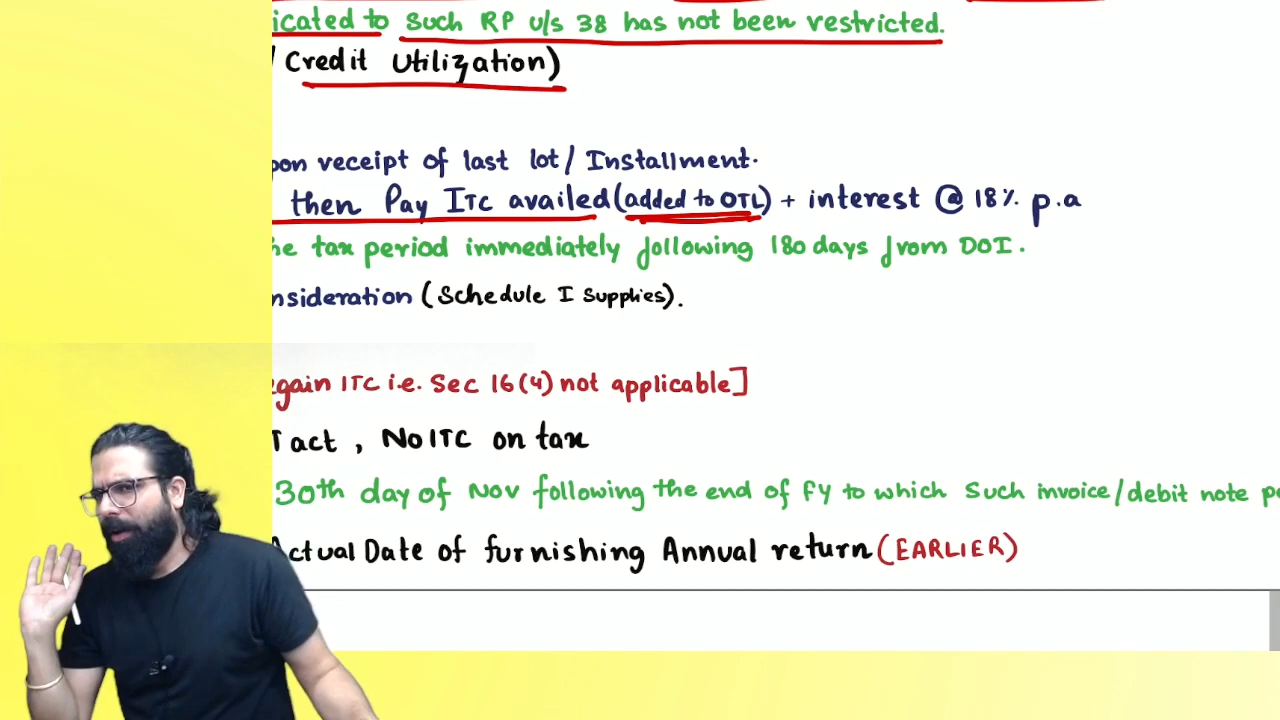 icated to Such RP u/s 38 has not been restricted.
/ Credit Utilization)
on receipt of last lot/ Installment.
then Pay ITC availed (added to OTL) + interest @ 18% p.a
he tax period immediately following 180 days from DOI.
nsideration (Schedule I Supplies).
gain ITC i.e. Sec 16(4) not applicable]
T act , No ITC on tax
30th day of Nov following the end of FY to which Such invoice/debit note pe
Actual Date of furnishing Annual return (EARLIER)